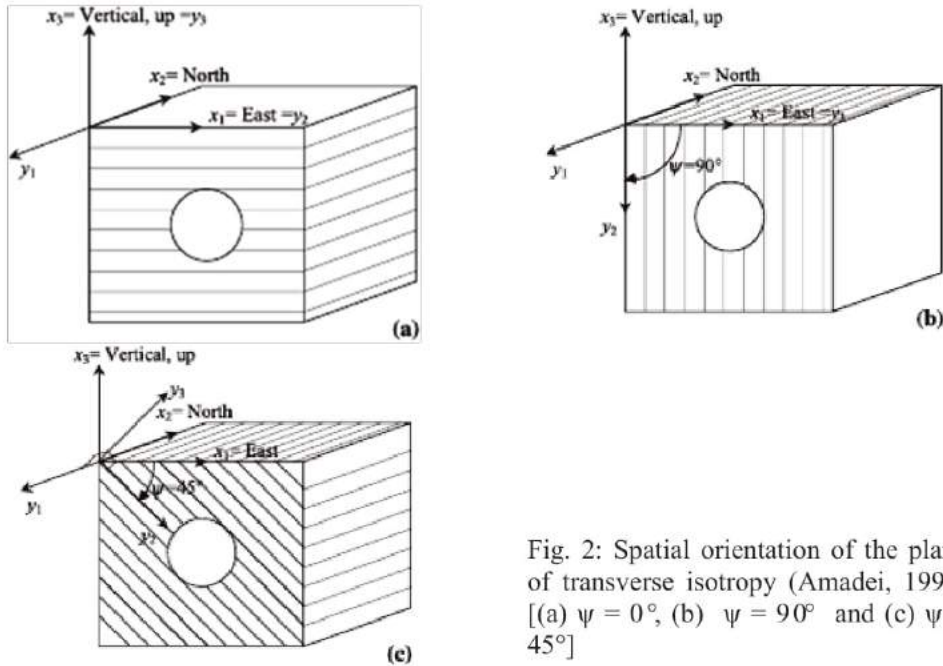 x3= Vertical, up =y3
x2= North
x1= East =y2
y1
(a)
x3= Vertical, up
x2= North
x1= East =y3
y1
ψ=90°
y2
(b)
x3= Vertical, up
y3
x2= North
x1= East
y1
ψ=45°
y2
(c)
Fig. 2: Spatial orientation of the pla
of transverse isotropy (Amadei, 199
[(a) ψ = 0°, (b) ψ = 90° and (c) ψ
45°]